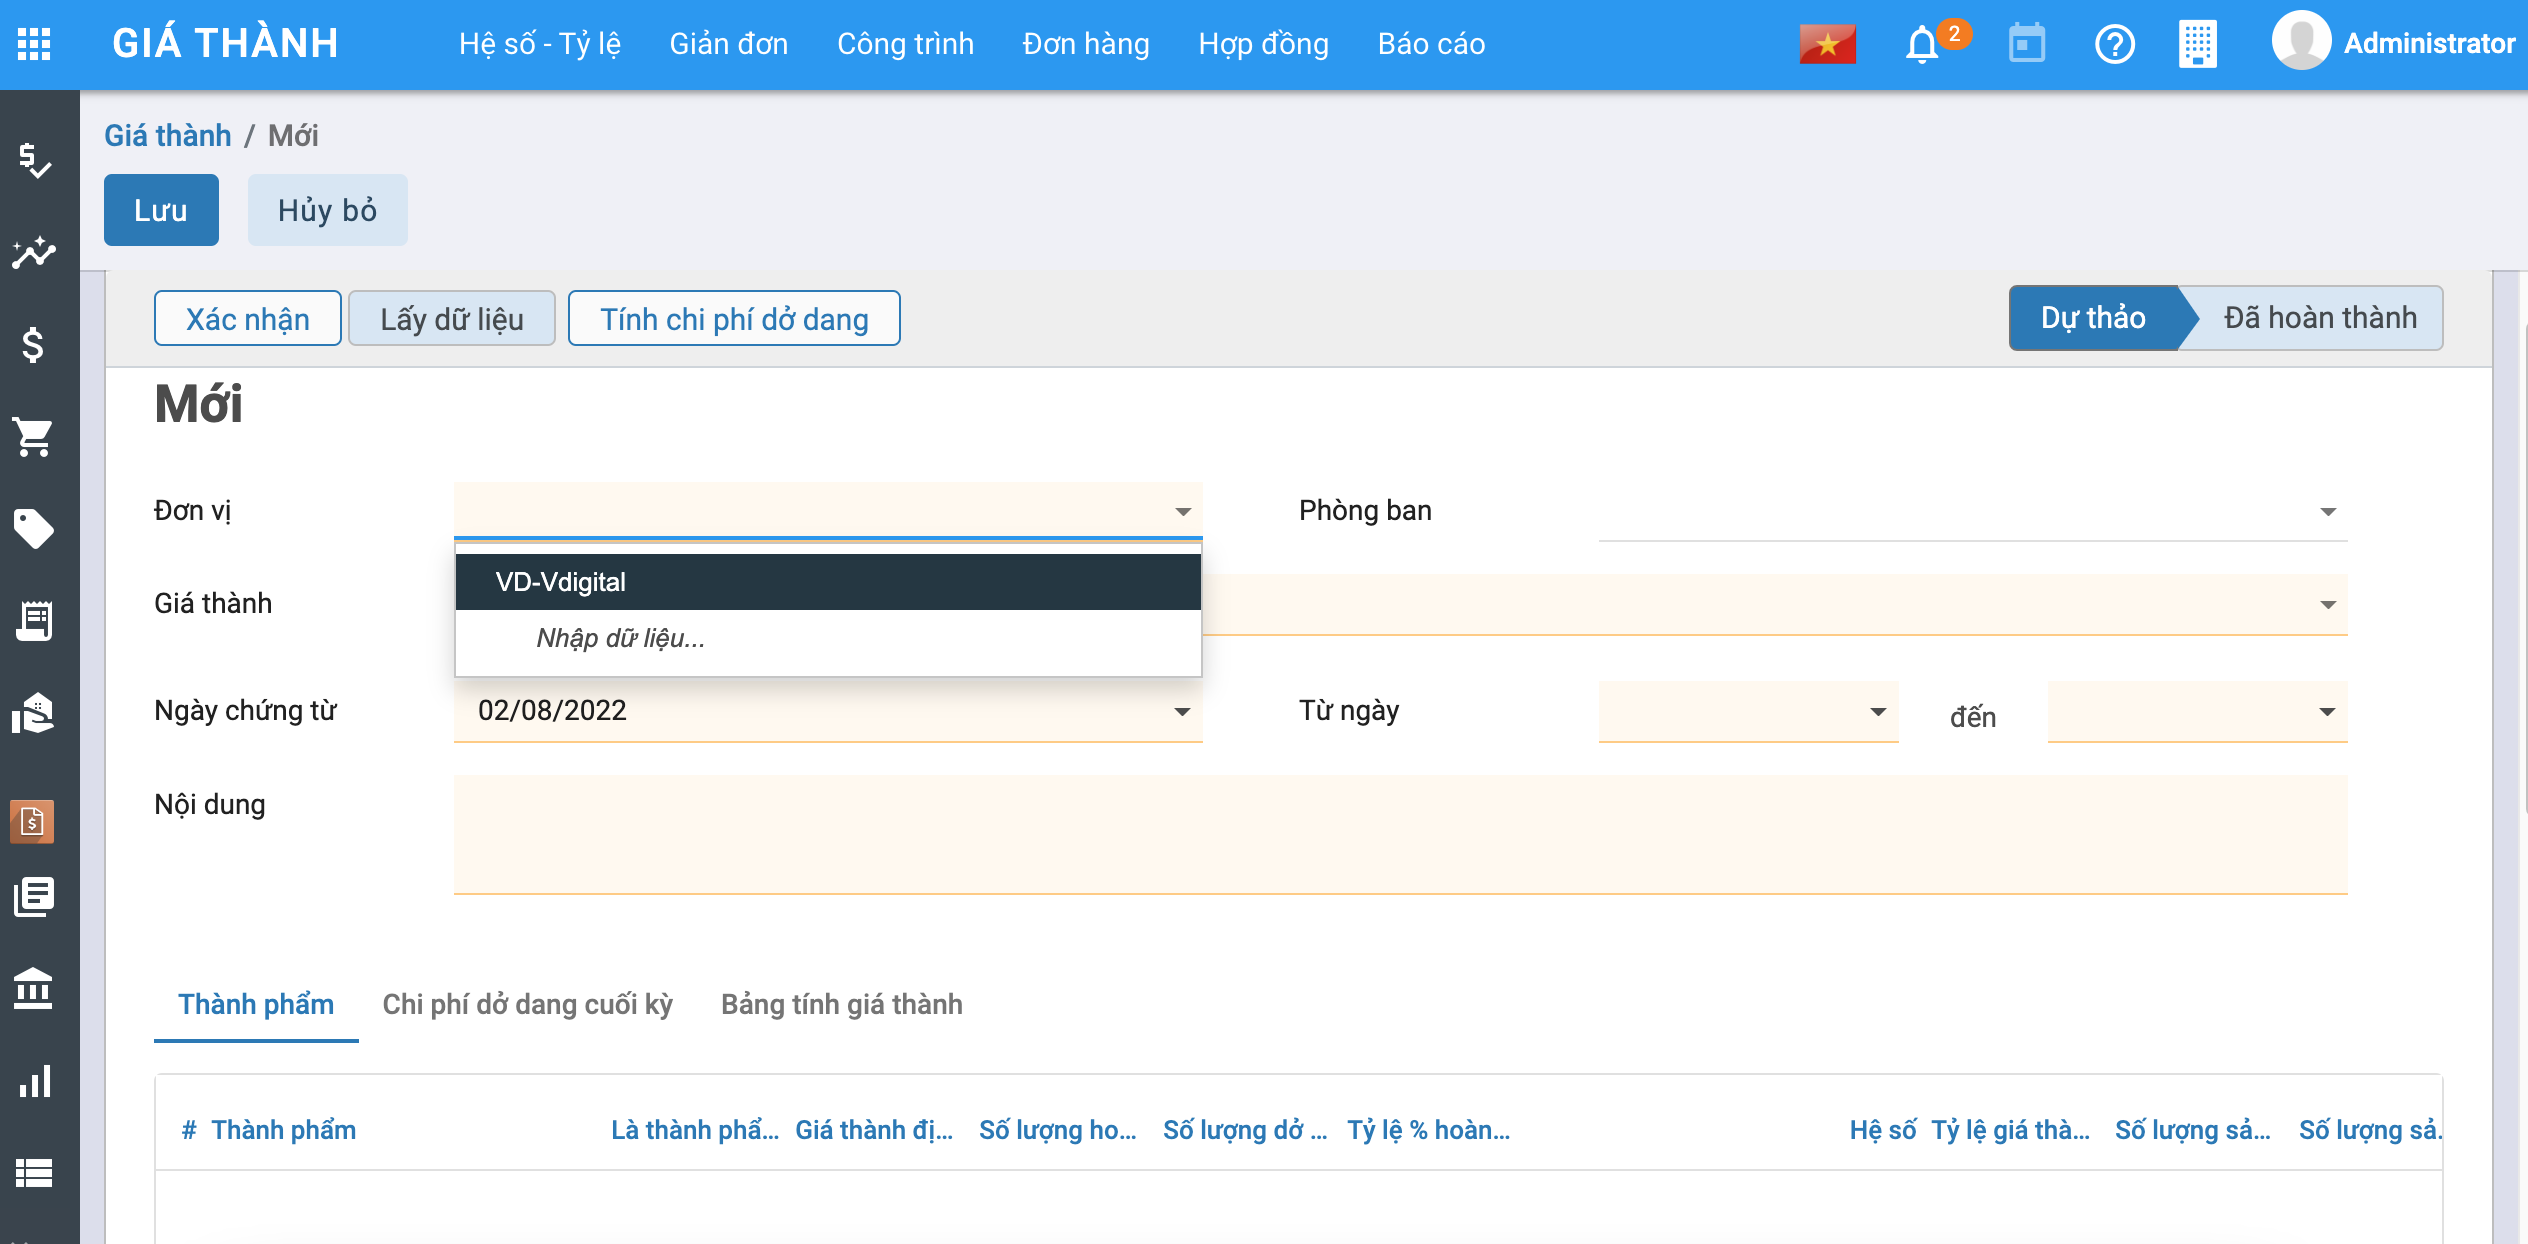 GIÁ THÀNH Hệ số - Tỷ lệ Giản đơn Công trình Đơn hàng Hợp đồng Báo cáo 2 Administrator
Giá thành / Mới
Lưu Hủy bỏ
Xác nhận Lấy dữ liệu Tính chi phí dở dang Dự thảo Đã hoàn thành
Mới
Đơn vị Phòng ban
VD-Vdigital
Giá thành
Nhập dữ liệu...
Ngày chứng từ 02/08/2022 Từ ngày đến
Nội dung
Thành phẩm Chi phí dở dang cuối kỳ Bảng tính giá thành
# Thành phẩm Là thành phẩ... Giá thành đị... Số lượng ho... Số lượng dở ... Tỷ lệ % hoàn... Hệ số Tỷ lệ giá thà... Số lượng sả... Số lượng sả.